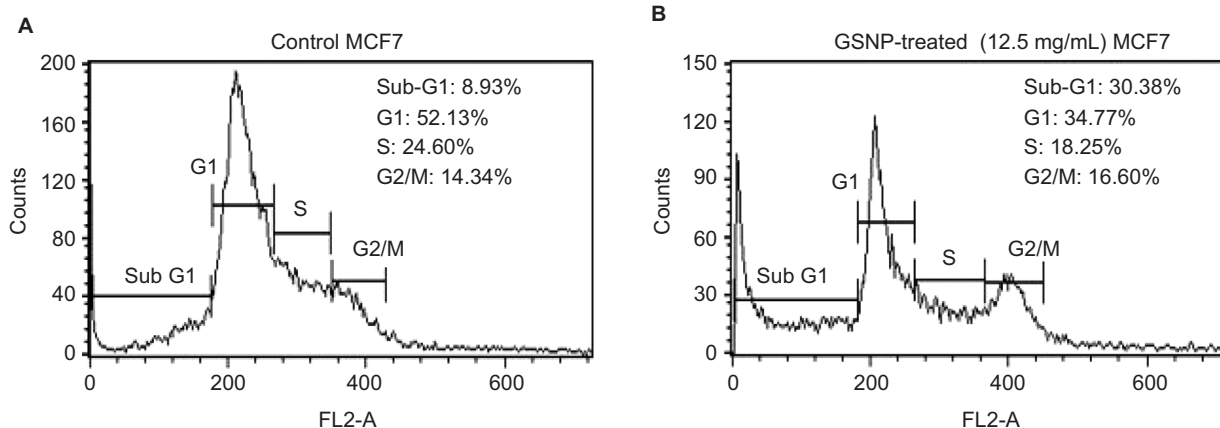 A
Control MCF7
200
160
120
80
40
0
Counts
Sub-G1: 8.93%
G1: 52.13%
S: 24.60%
G2/M: 14.34%
G1
S
G2/M
Sub G1
0 200 400 600
FL2-A
B
GSNP-treated (12.5 mg/mL) MCF7
150
120
90
60
30
0
Counts
Sub-G1: 30.38%
G1: 34.77%
S: 18.25%
G2/M: 16.60%
G1
S
G2/M
Sub G1
0 200 400 600
FL2-A